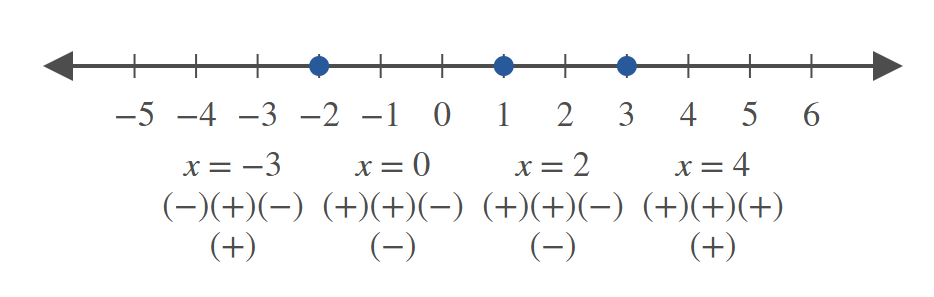 −5 −4 −3 −2 −1 0 1 2 3 4 5 6
x = −3 x = 0 x = 2 x = 4
(−)(+)(−) (+)(+)(−) (+)(+)(−) (+)(+)(+)
(+) (−) (−) (+)